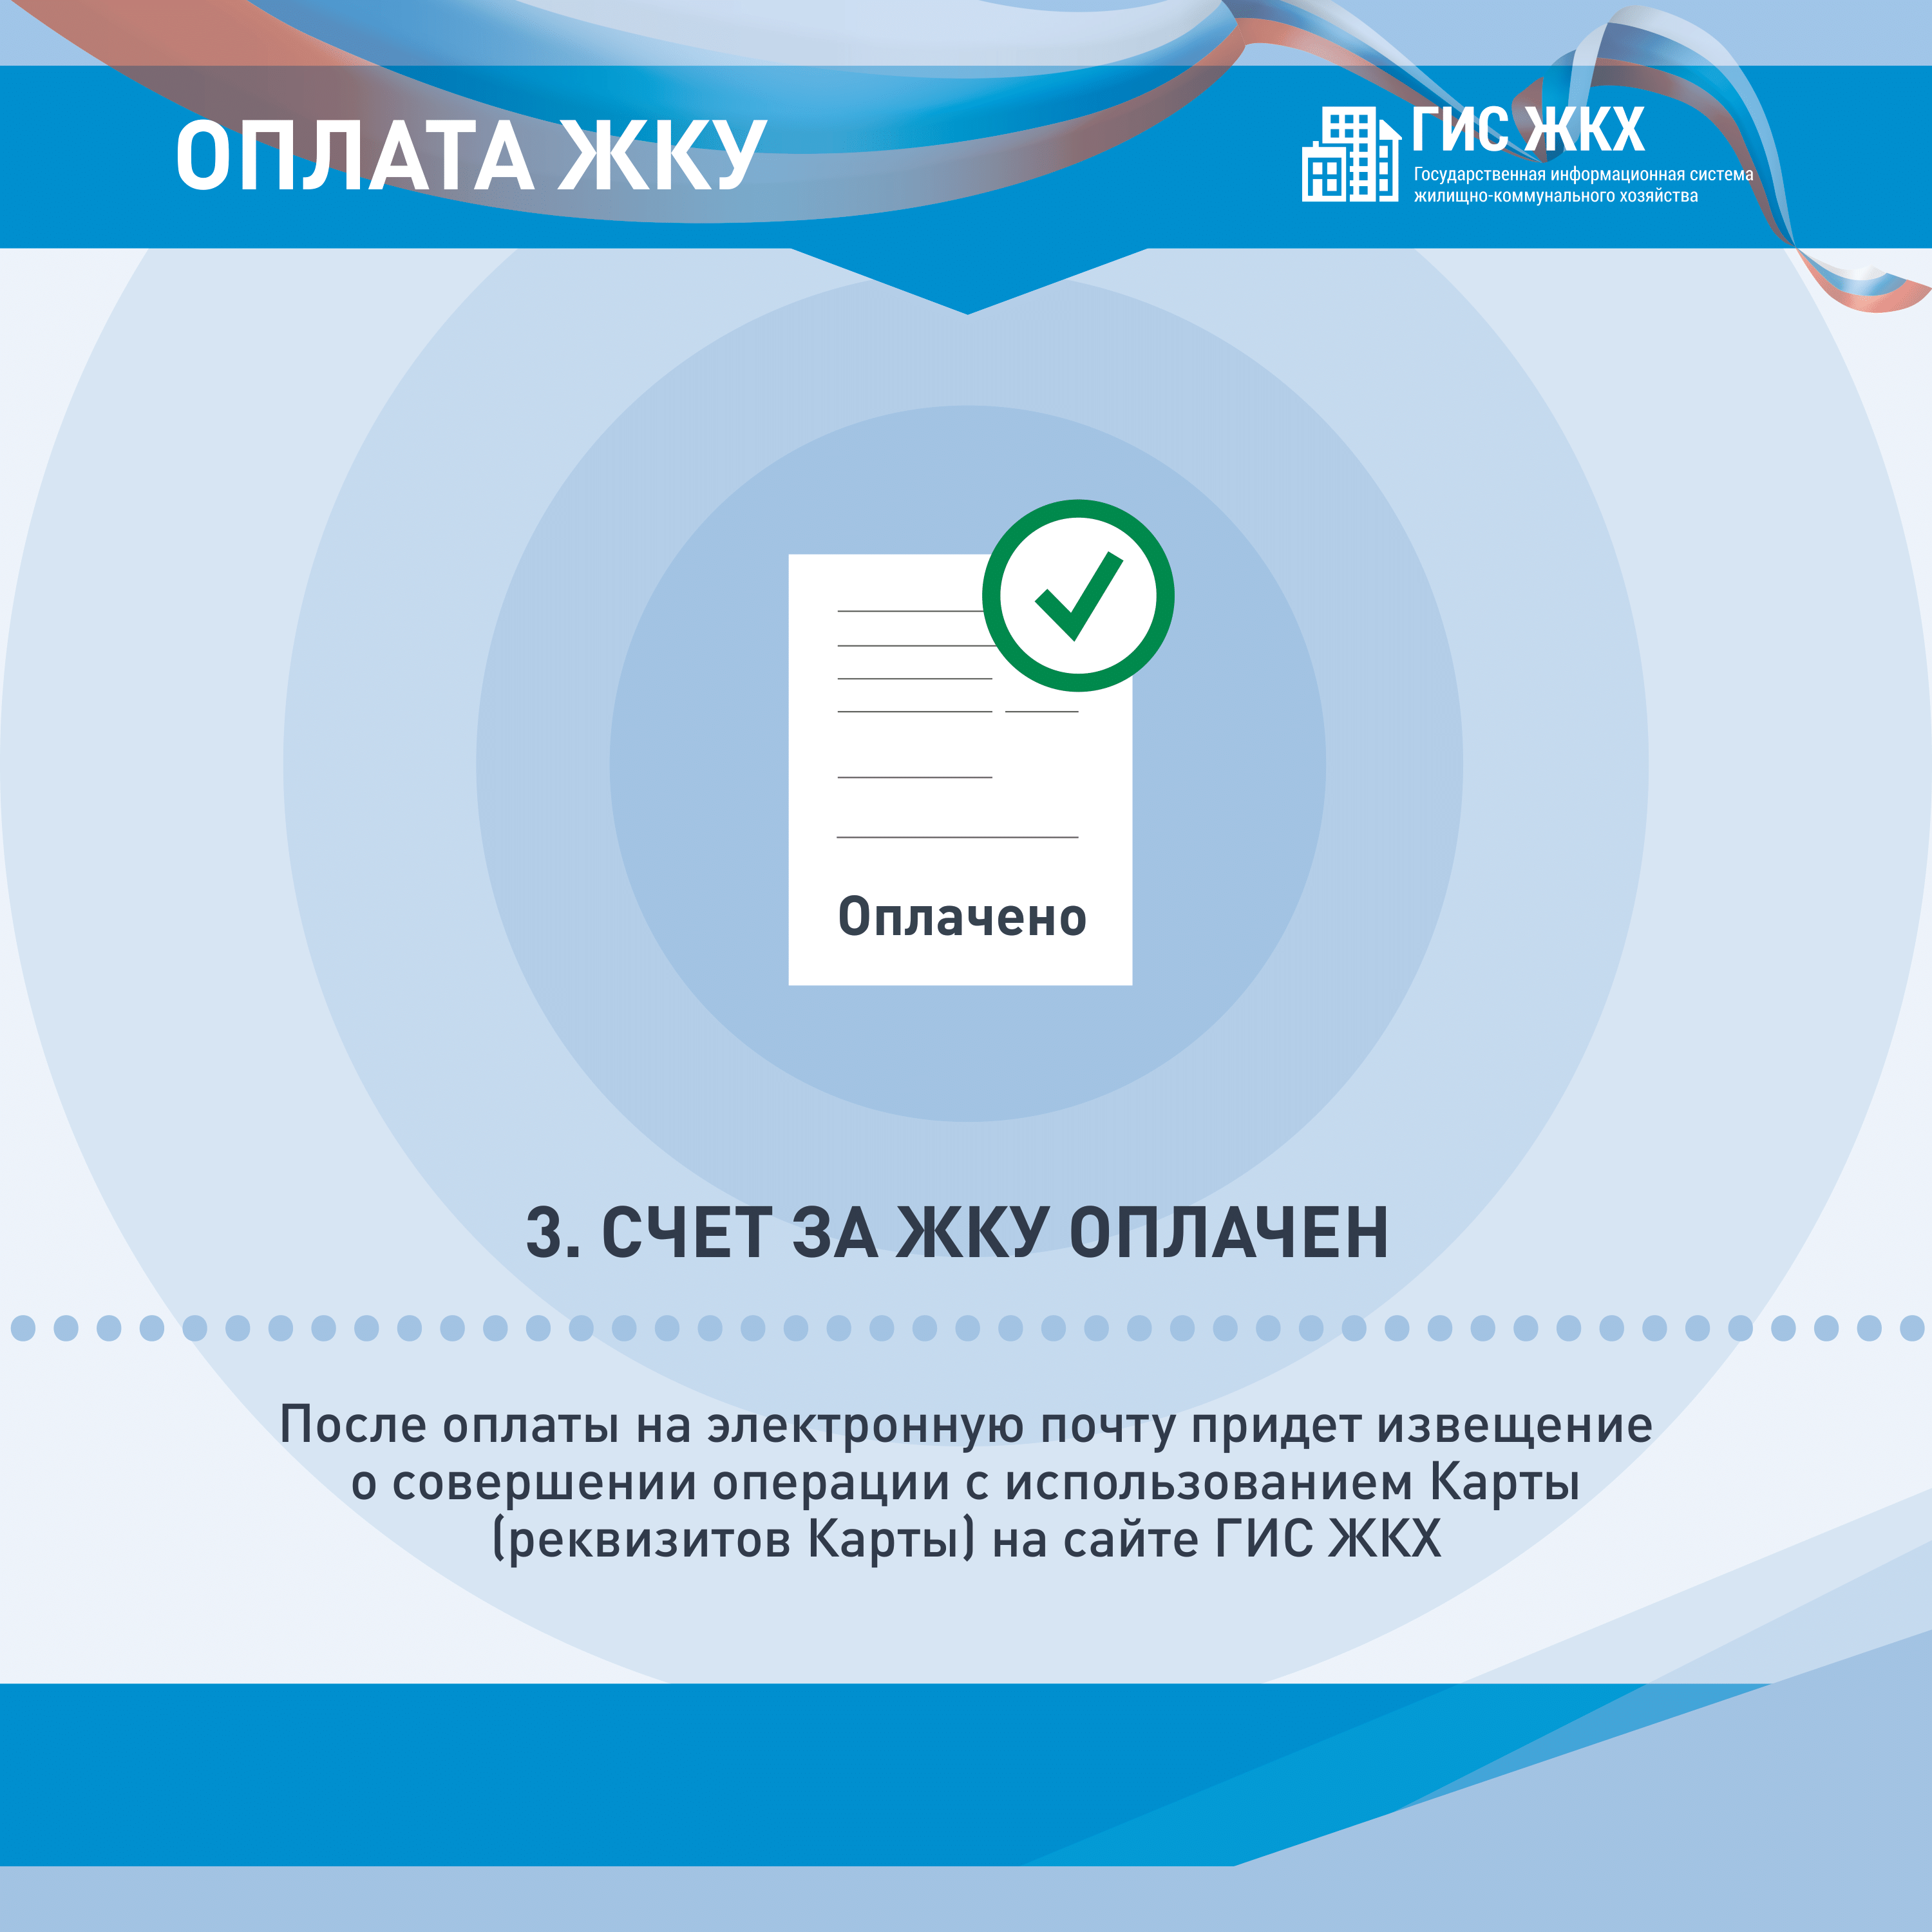 ОПЛАТА ЖКУ
ГИС ЖКХ
Государственная информационная система
жилищно-коммунального хозяйства
Оплачено
3. СЧЕТ ЗА ЖКУ ОПЛАЧЕН
После оплаты на электронную почту придет извещение
о совершении операции с использованием Карты
(реквизитов Карты) на сайте ГИС ЖКХ